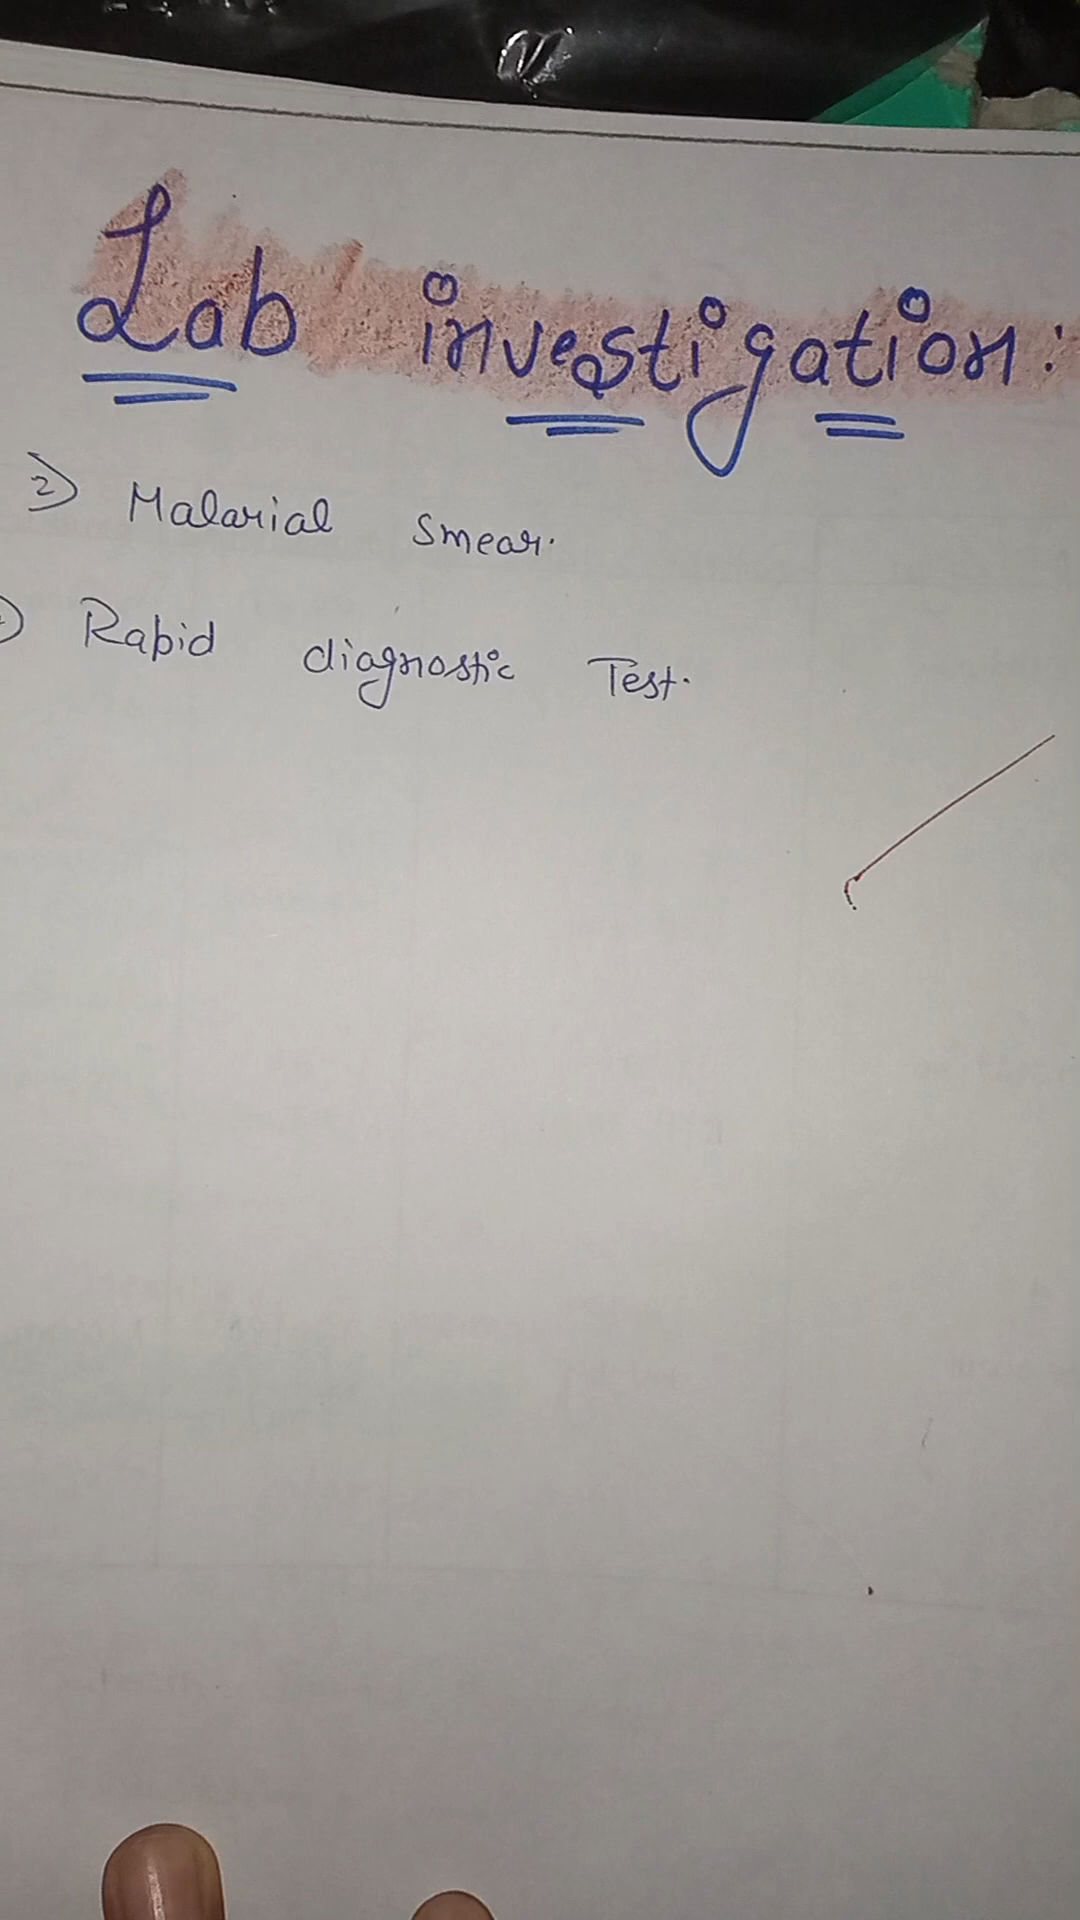 Lab investigation:
2) Malarial smear.
) Rapid diagnostic Test.